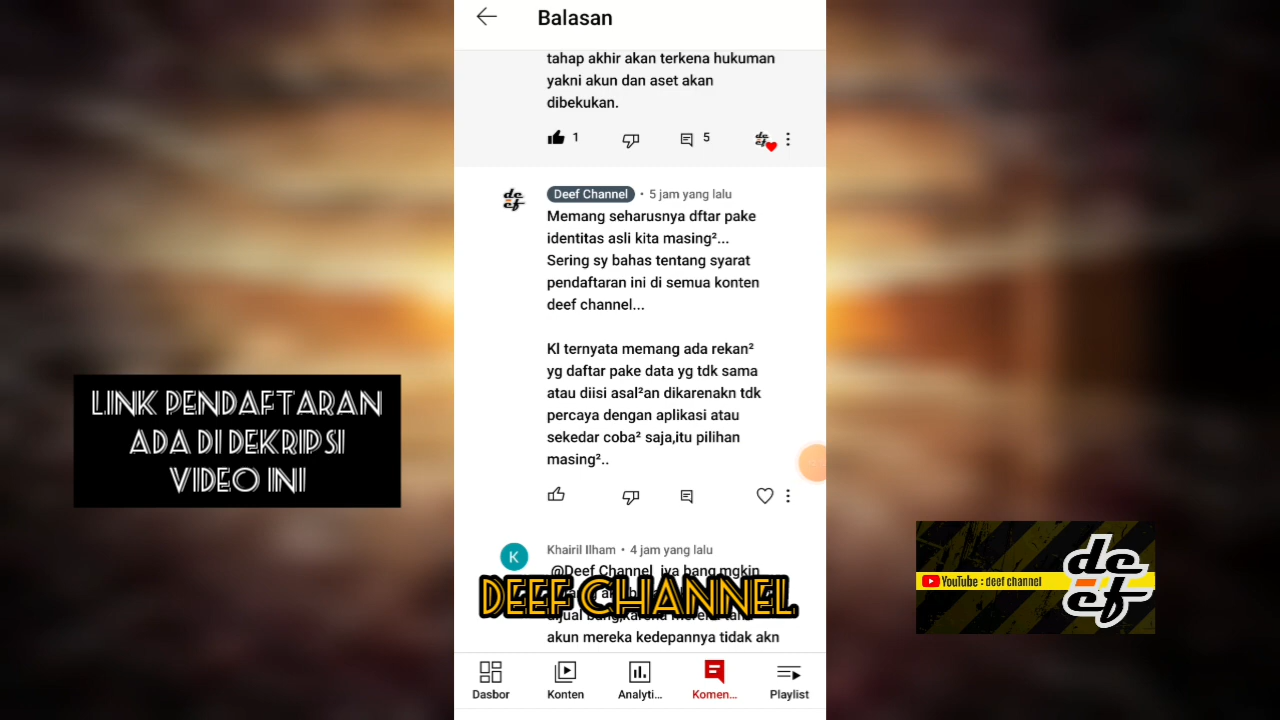 Balasan
tahap akhir akan terkena hukuman
yakni akun dan aset akan
dibekukan.
1
5
Deef Channel • 5 jam yang lalu
Memang seharusnya dftar pake
identitas asli kita masing²...
Sering sy bahas tentang syarat
pendaftaran ini di semua konten
deef channel...
Kl ternyata memang ada rekan²
yg daftar pake data yg tdk sama
atau diisi asal²an dikarenakn tdk
percaya dengan aplikasi atau
sekedar coba² saja,itu pilihan
masing²..
K
Khairil Ilham • 4 jam yang lalu
@Deef Channel iya bang mgkin
DEEF CHANNEL
akun mereka kedepannya tidak akn
Dasbor
Konten
Analyti...
Komen...
Playlist
LINK PENDAFTARAN
ADA DI DEKRIPSI
VIDEO INI
de
ef
YouTube : deef channel